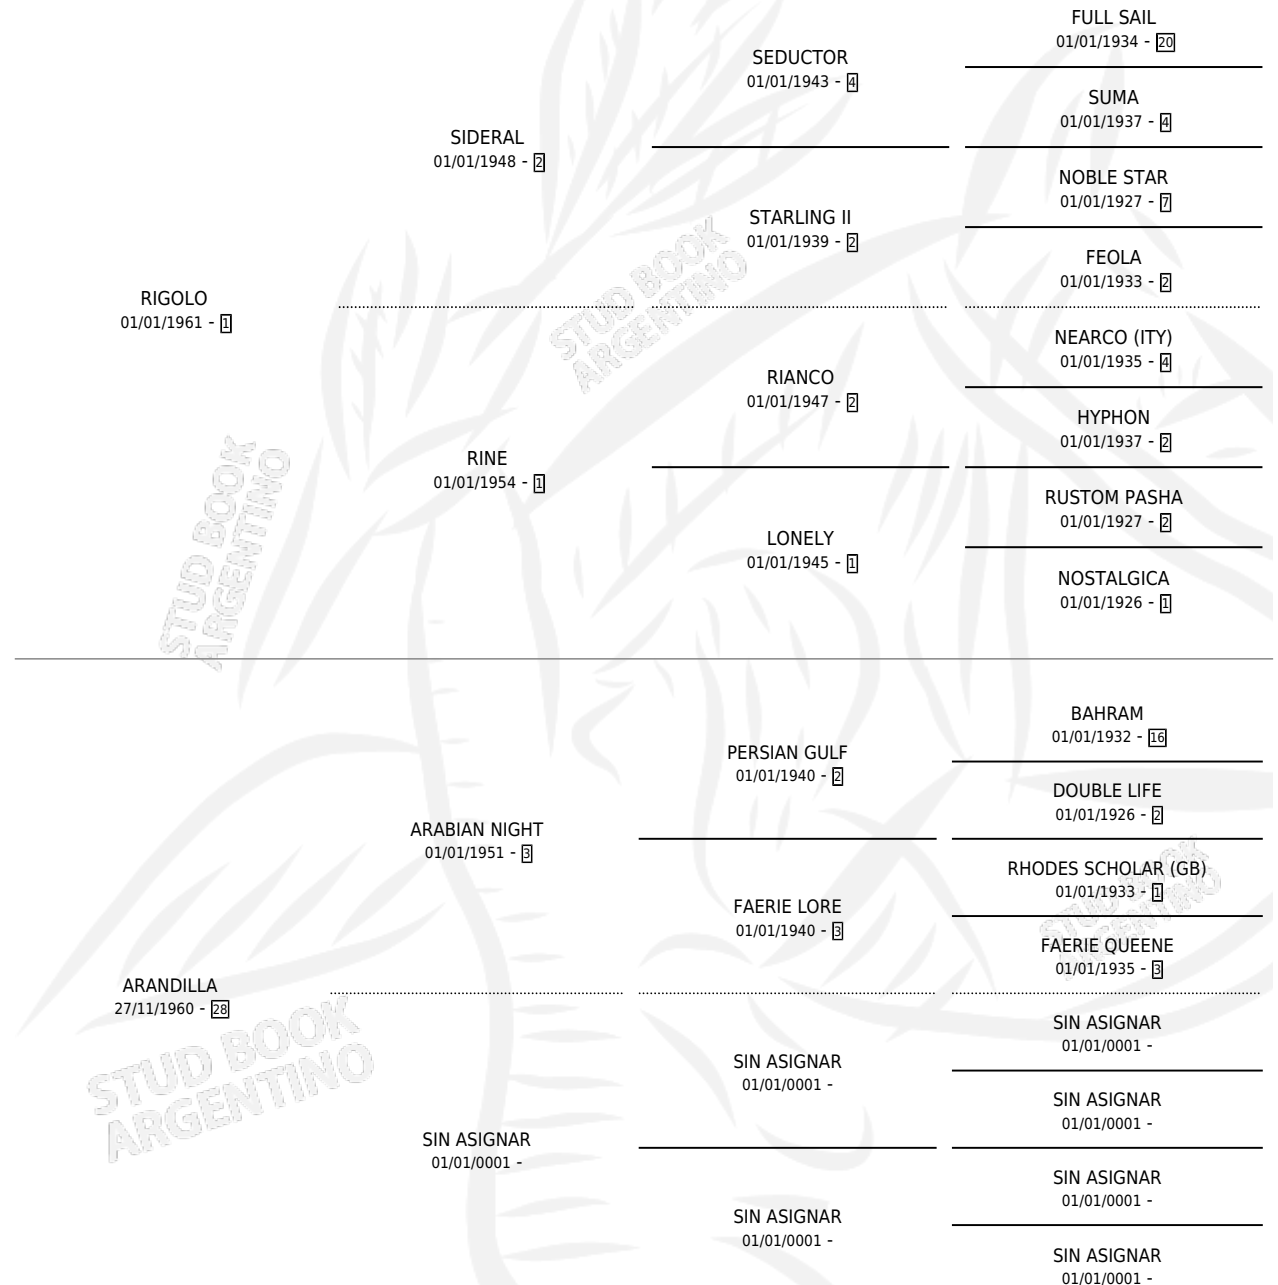 FULL SAIL
01/01/1934 - 20
SEDUCTOR
01/01/1943 - 4
SUMA
01/01/1937 - 4
SIDERAL
01/01/1948 - 2
NOBLE STAR
01/01/1927 - 7
STARLING II
01/01/1939 - 2
FEOLA
01/01/1933 - 2
RIGOLO
01/01/1961 - 1
NEARCO (ITY)
01/01/1935 - 4
RIANCO
01/01/1947 - 2
HYPHON
01/01/1937 - 2
RINE
01/01/1954 - 1
RUSTOM PASHA
01/01/1927 - 2
LONELY
01/01/1945 - 1
NOSTALGICA
01/01/1926 - 1
STUD BOOK
ARGENTINO
STUD BOOK
ARGENTINO
BAHRAM
01/01/1932 - 16
PERSIAN GULF
01/01/1940 - 2
DOUBLE LIFE
01/01/1926 - 2
ARABIAN NIGHT
01/01/1951 - 3
RHODES SCHOLAR (GB)
01/01/1933 - 1
FAERIE LORE
01/01/1940 - 3
FAERIE QUEENE
01/01/1935 - 3
STUD BOOK
ARGENTINO
ARANDILLA
27/11/1960 - 28
SIN ASIGNAR
01/01/0001 -
SIN ASIGNAR
01/01/0001 -
SIN ASIGNAR
01/01/0001 -
SIN ASIGNAR
01/01/0001 -
SIN ASIGNAR
01/01/0001 -
SIN ASIGNAR
01/01/0001 -
SIN ASIGNAR
01/01/0001 -
STUD BOOK
ARGENTINO